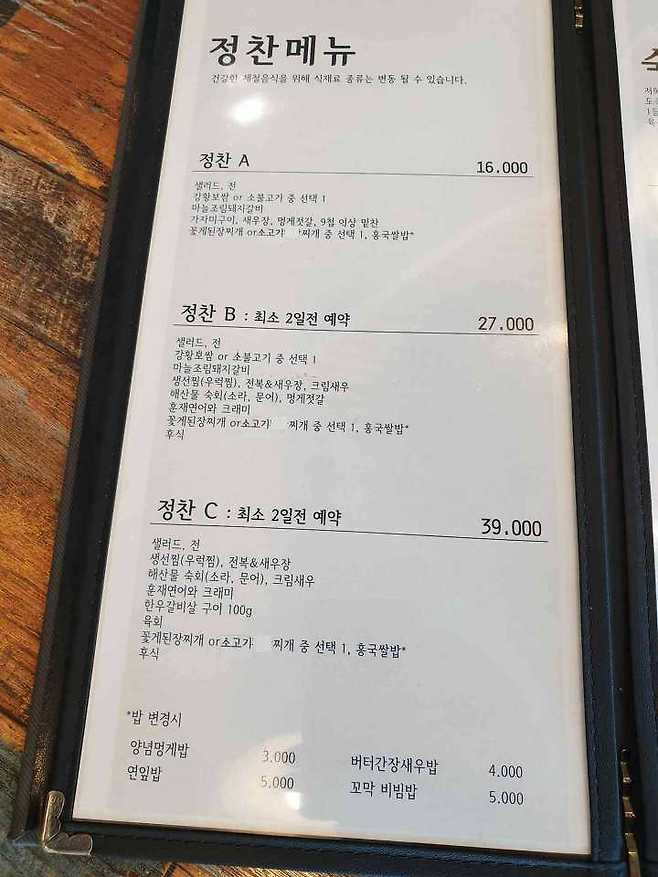 정찬메뉴
건강한 제철음식을 위해 식재료 종류는 변동 될 수 있습니다.
정찬 A 16.000
샐러드, 전
강황보쌈 or 소불고기 중 선택 1
마늘조림돼지갈비
가자미구이, 새우장, 멍게젓갈, 9첩 이상 밑찬
꽃게된장찌개 or소고기 찌개 중 선택 1, 홍국쌀밥*
정찬 B : 최소 2일전 예약 27.000
샐러드, 전
강황보쌈 or 소불고기 중 선택 1
마늘조림돼지갈비
생선찜(우럭찜), 전복&새우장, 크림새우
해산물 숙회(소라, 문어), 멍게젓갈
훈재연어와 크래미
꽃게된장찌개 or소고기 찌개 중 선택 1, 홍국쌀밥*
후식
정찬 C : 최소 2일전 예약 39.000
샐러드, 전
생선찜(우럭찜), 전복&새우장
해산물 숙회(소라, 문어), 크림새우
훈재연어와 크래미
한우갈비살 구이 100g
육회
꽃게된장찌개 or소고기 찌개 중 선택 1, 홍국쌀밥*
후식
*밥 변경시
양념멍게밥 3.000 버터간장새우밥 4.000
연잎밥 5.000 꼬막 비빔밥 5.000